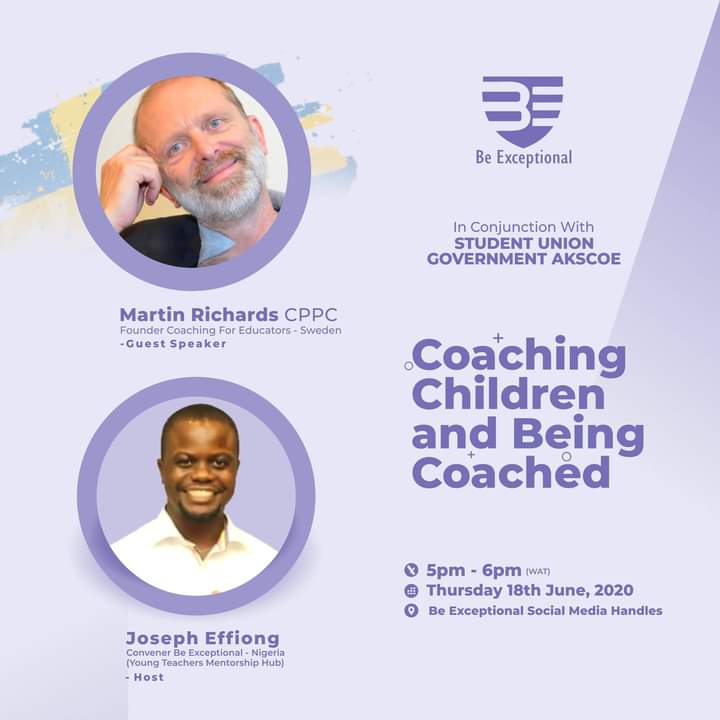 BE
Be Exceptional
In Conjunction With
STUDENT UNION
GOVERNMENT AKSCOE
Martin Richards CPPC
Founder Coaching For Educators - Sweden
-Guest Speaker
Coaching
Children
and Being
Coached
Joseph Effiong
Convener Be Exceptional - Nigeria
(Young Teachers Mentorship Hub)
- Host
5pm - 6pm (WAT)
Thursday 18th June, 2020
Be Exceptional Social Media Handles